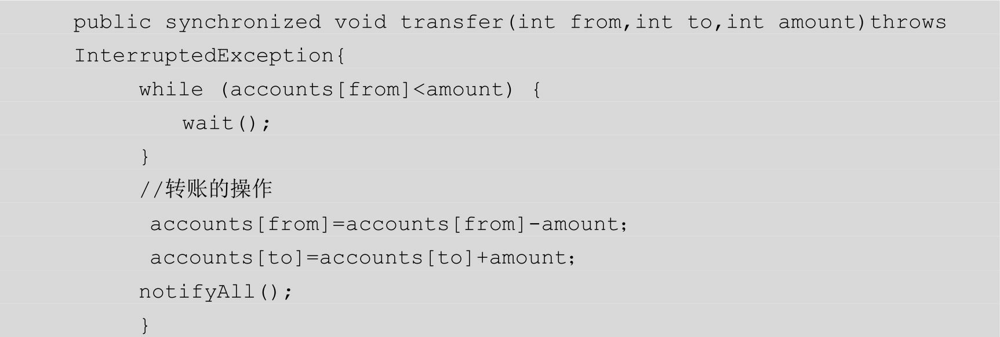 public synchronized void transfer(int from,int to,int amount)throws
InterruptedException{
while (accounts[from]<amount) {
wait();
}
//转账的操作
accounts[from]=accounts[from]-amount;
accounts[to]=accounts[to]+amount;
notifyAll();
}